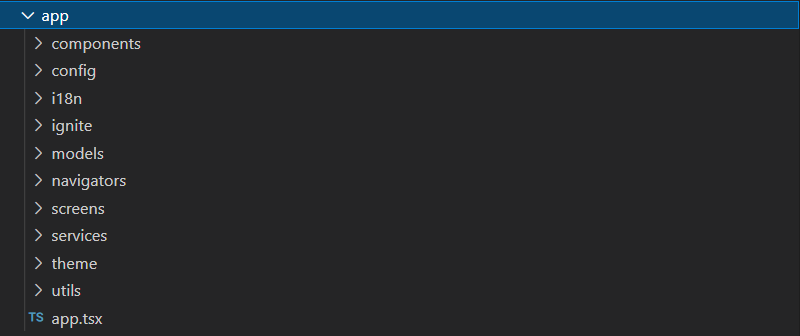 app
components
config
i18n
ignite
models
navigators
screens
services
theme
utils
TS app.tsx